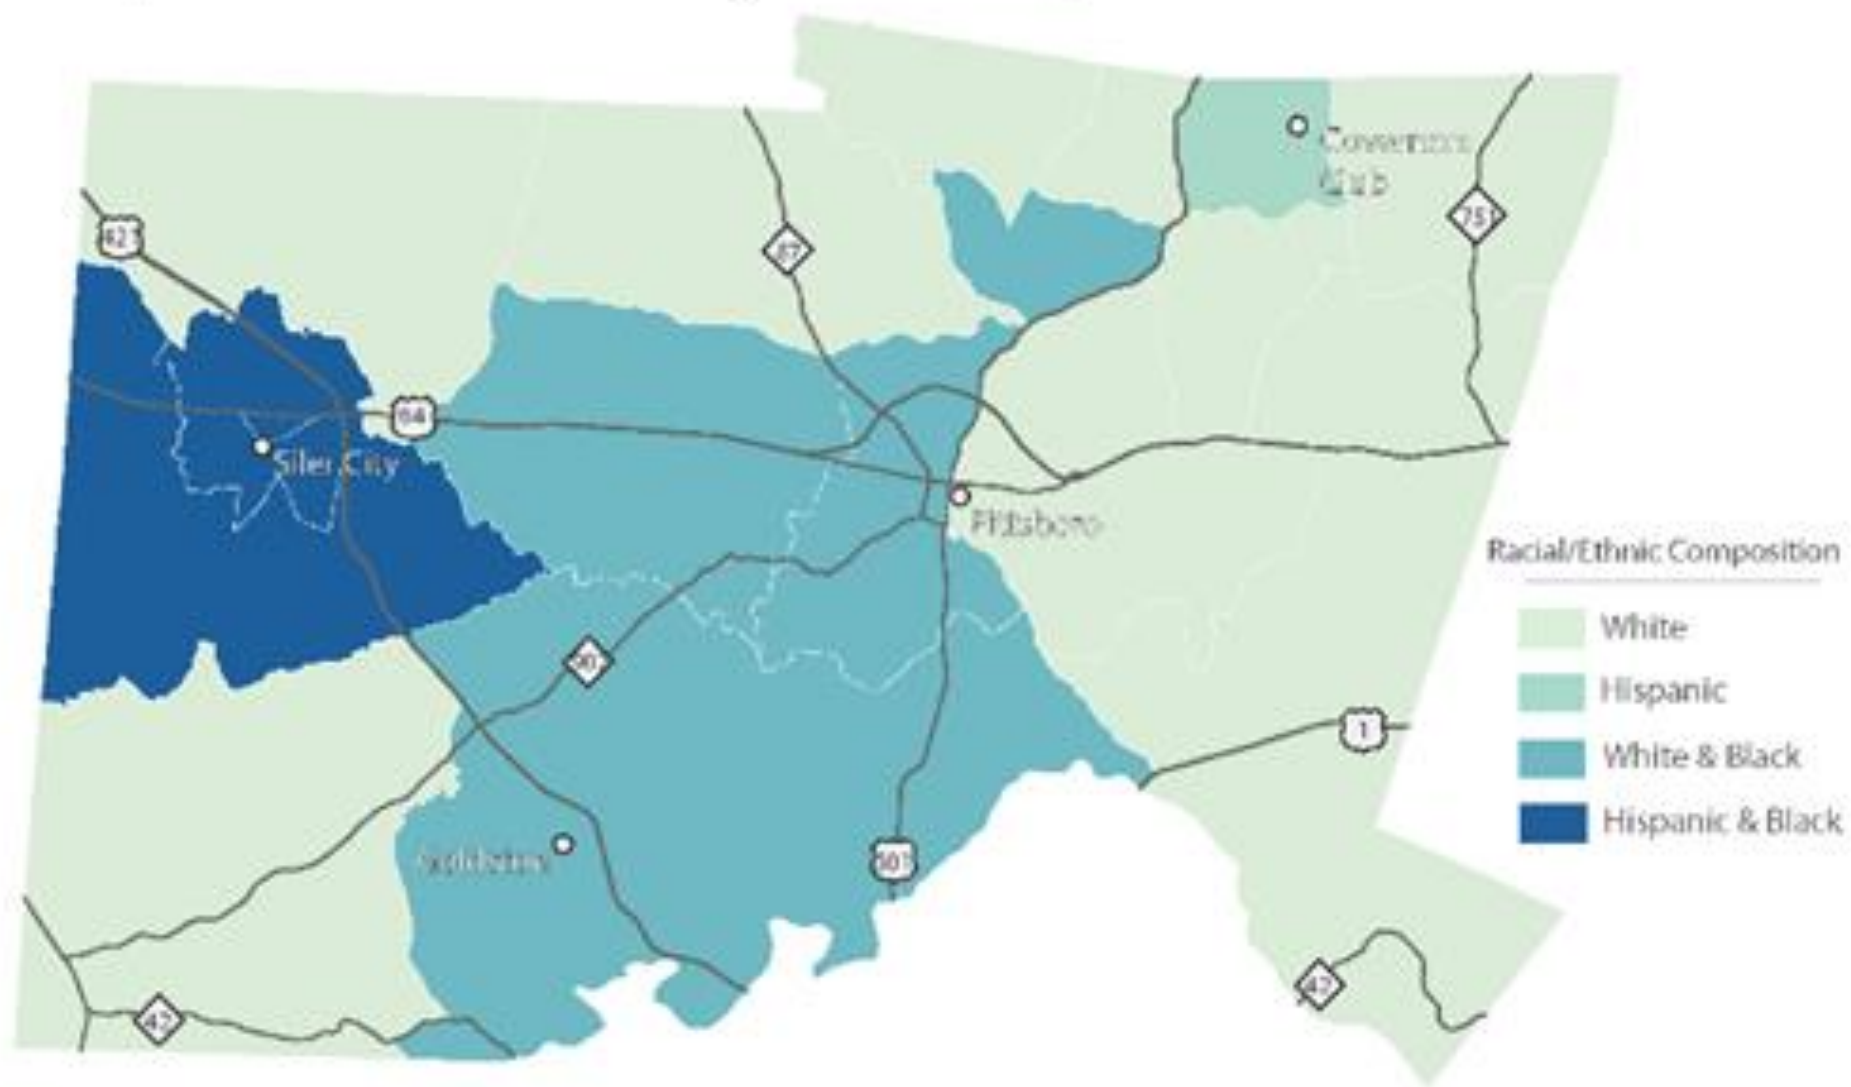 421
87
751
64
Siler City
Pittsboro
Racial/Ethnic Composition
White
Hispanic
White & Black
Hispanic & Black
1
42
42